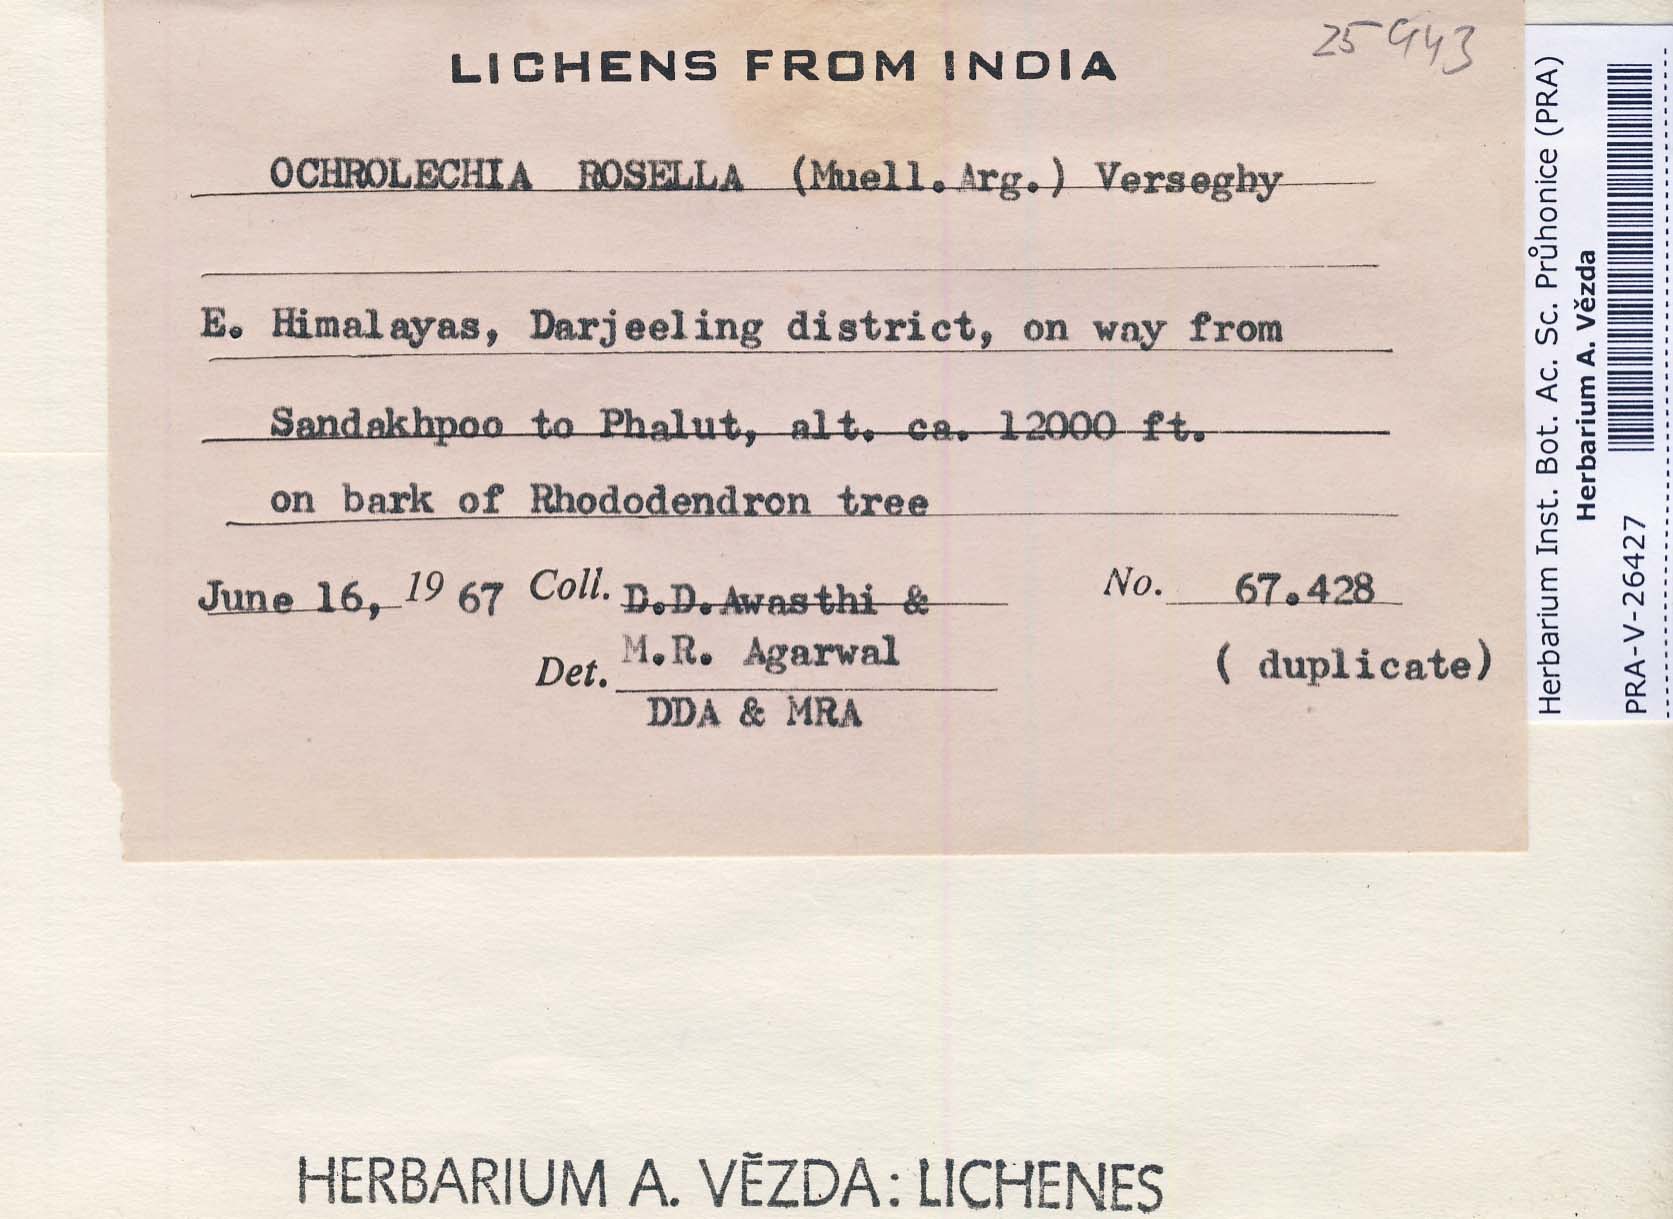 25943
LICHENS FROM INDIA
OCHROLECHIA ROSELLA (Muell.Arg.) Verseghy
E. Himalayas, Darjeeling district, on way from
Sandakhpoo to Phalut, alt. ca. 12000 ft.
on bark of Rhododendron tree
June 16, 19 67 Coll. D.D.Awasthi & No. 67.428
M.R. Agarwal ( duplicate)
Det.
DDA & MRA
Herbarium Inst. Bot. Ac. Sc. Průhonice (PRA)
Herbarium A. Vězda
PRA-V-26427
HERBARIUM A. VĚZDA: LICHENES